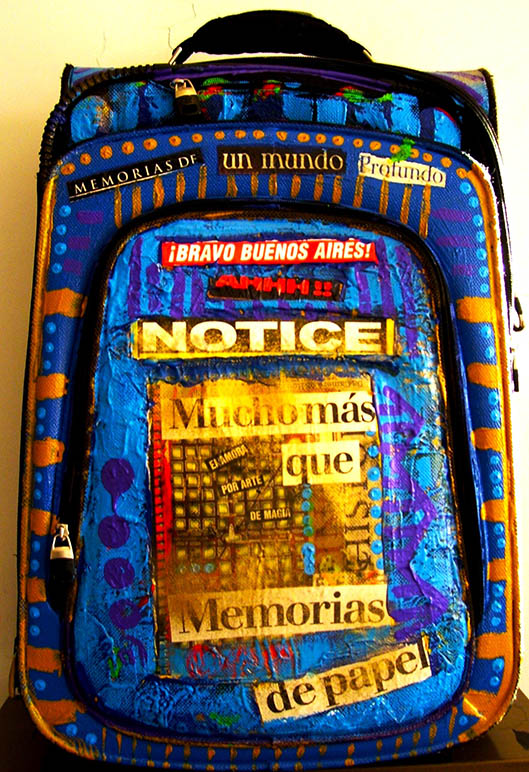 MEMORIAS DE un mundo Profundo
¡BRAVO BUENOS AIRES!
AHHH!!
NOTICE
Mucho más
que
EL AMOR A
POR ARTE
DE MAGIA
Memorias
de papel